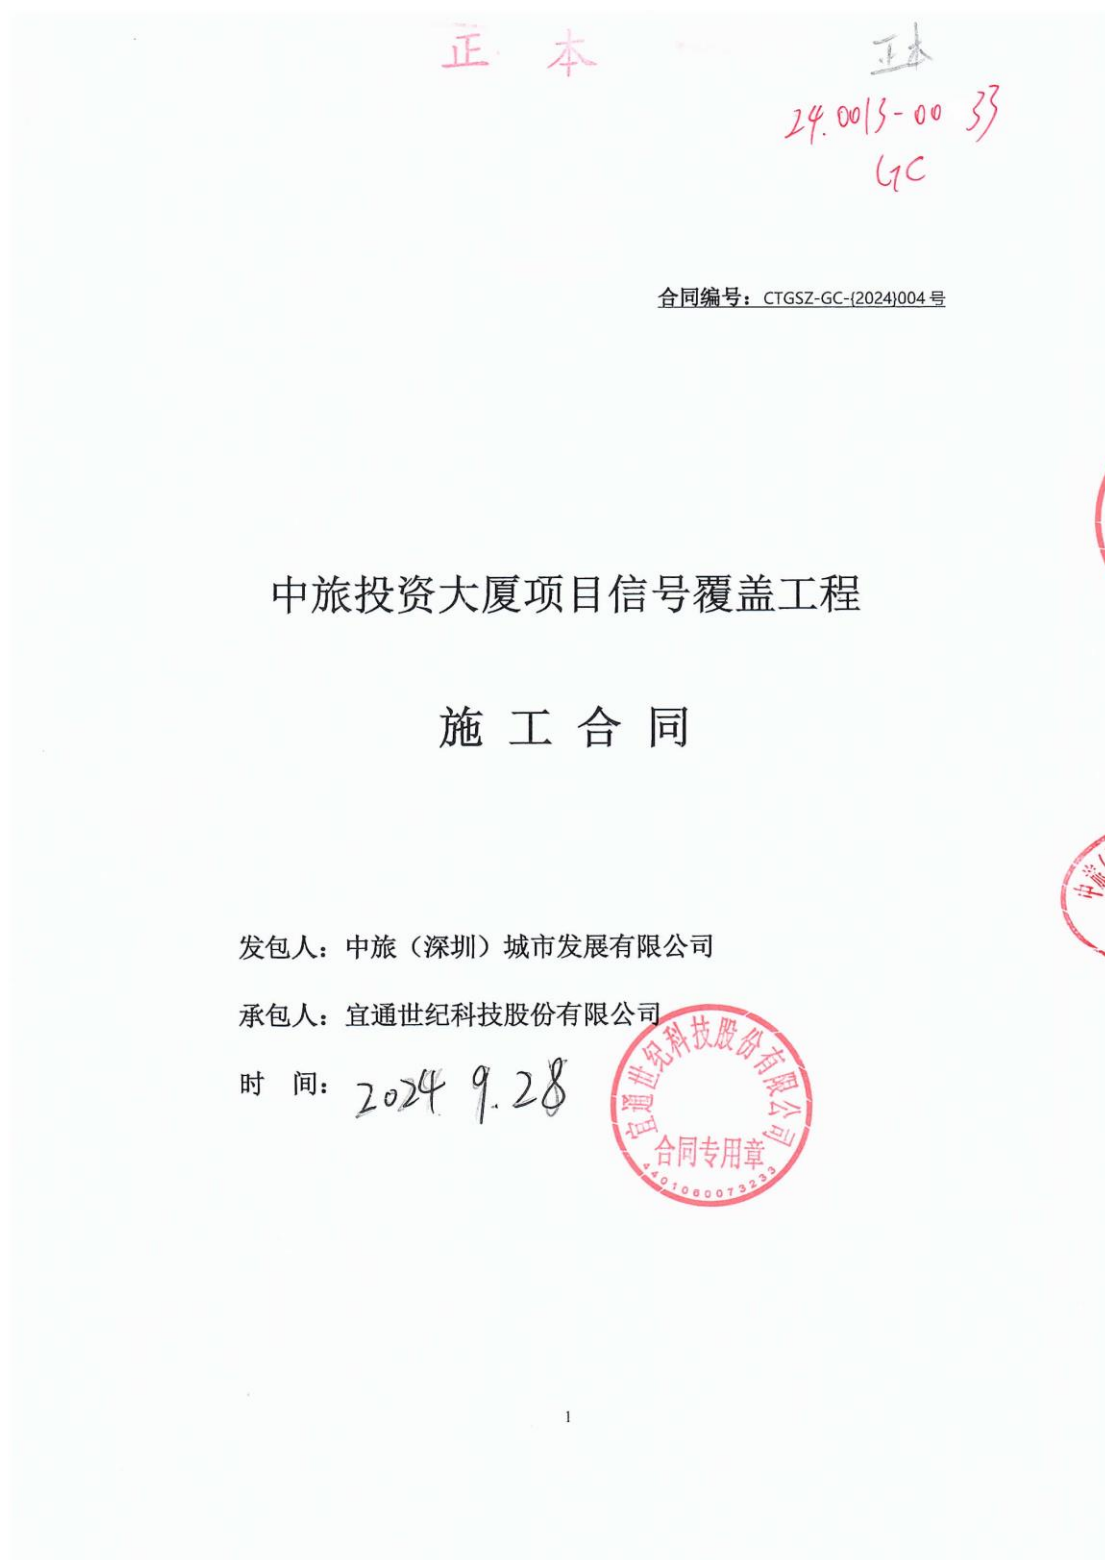 正 本
正本
24.0013-00 33
GC
合同编号：CTGSZ-GC-{2024}004号
中旅投资大厦项目信号覆盖工程
施 工 合 同
中旅
发包人：中旅（深圳）城市发展有限公司
承包人：宜通世纪科技股份有限公司
时 间：2024 9.28
宜通世纪科技股份有限公司
合同专用章
4401060073233
1